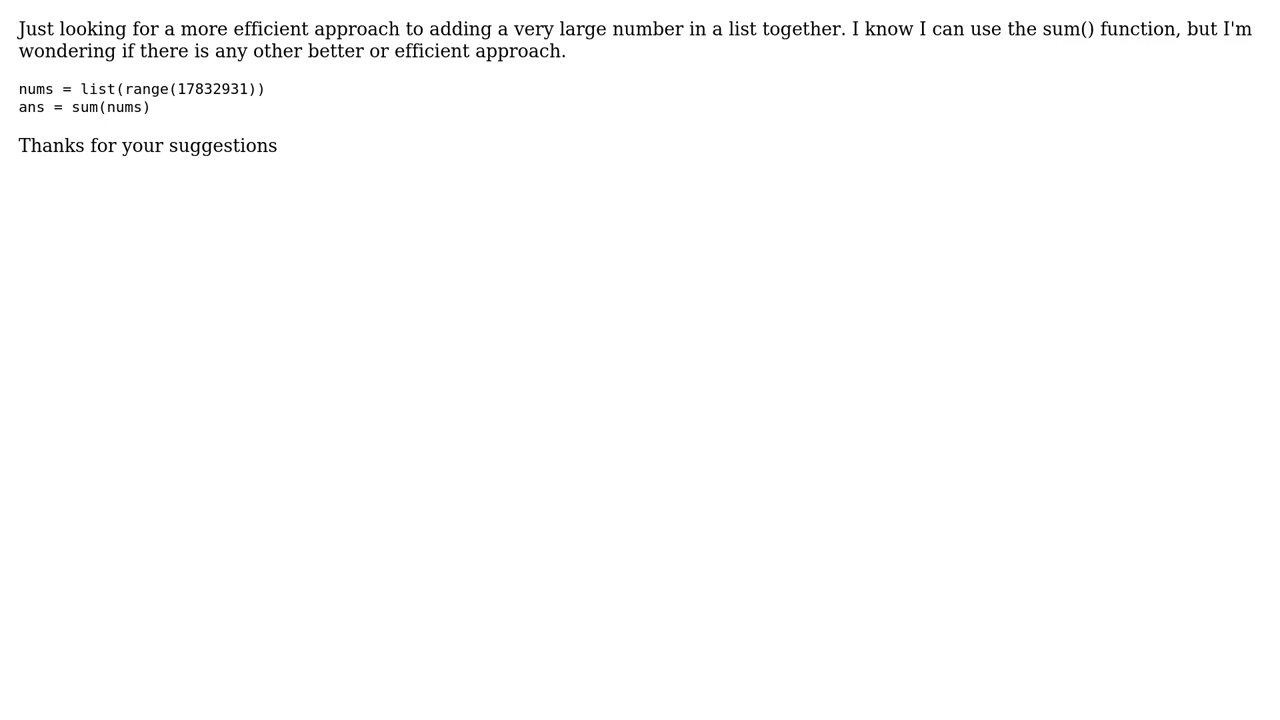 Just looking for a more efficient approach to adding a very large number in a list together. I know I can use the sum() function, but I'm
wondering if there is any other better or efficient approach.
nums = list(range(17832931))
ans = sum(nums)
Thanks for your suggestions